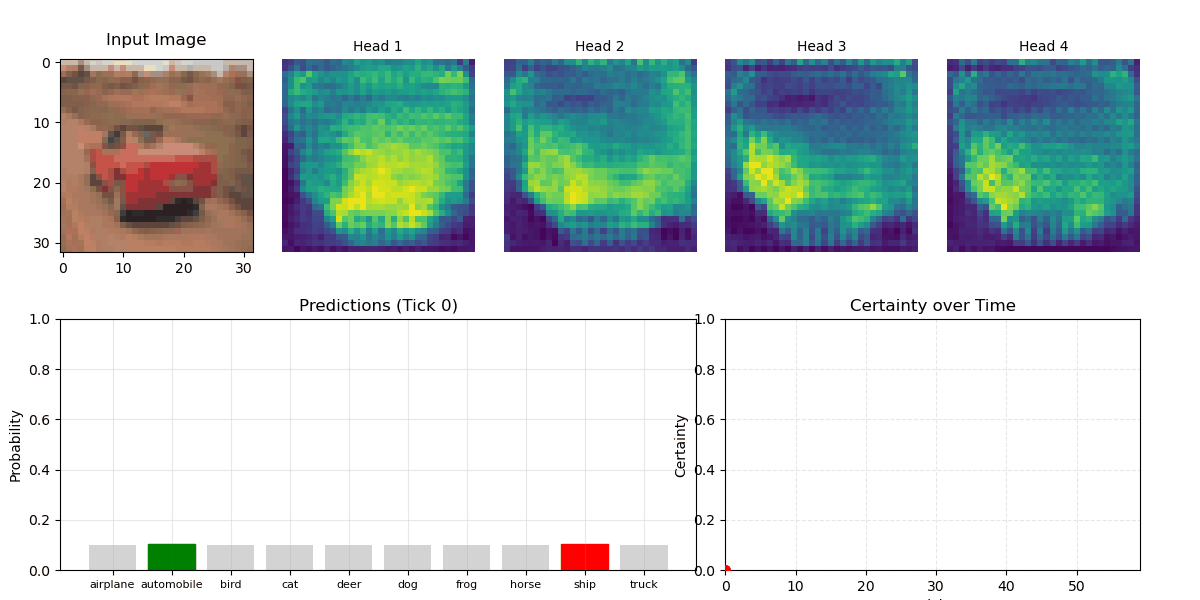 Input Image
Head 1
Head 2
Head 3
Head 4
0
10
20
30
0 10 20 30
Predictions (Tick 0)
Certainty over Time
1.0
0.8
0.6
0.4
0.2
0.0
Probability
airplane automobile bird cat deer dog frog horse ship truck
1.0
0.8
0.6
0.4
0.2
0.0
Certainty
0 10 20 30 40 50